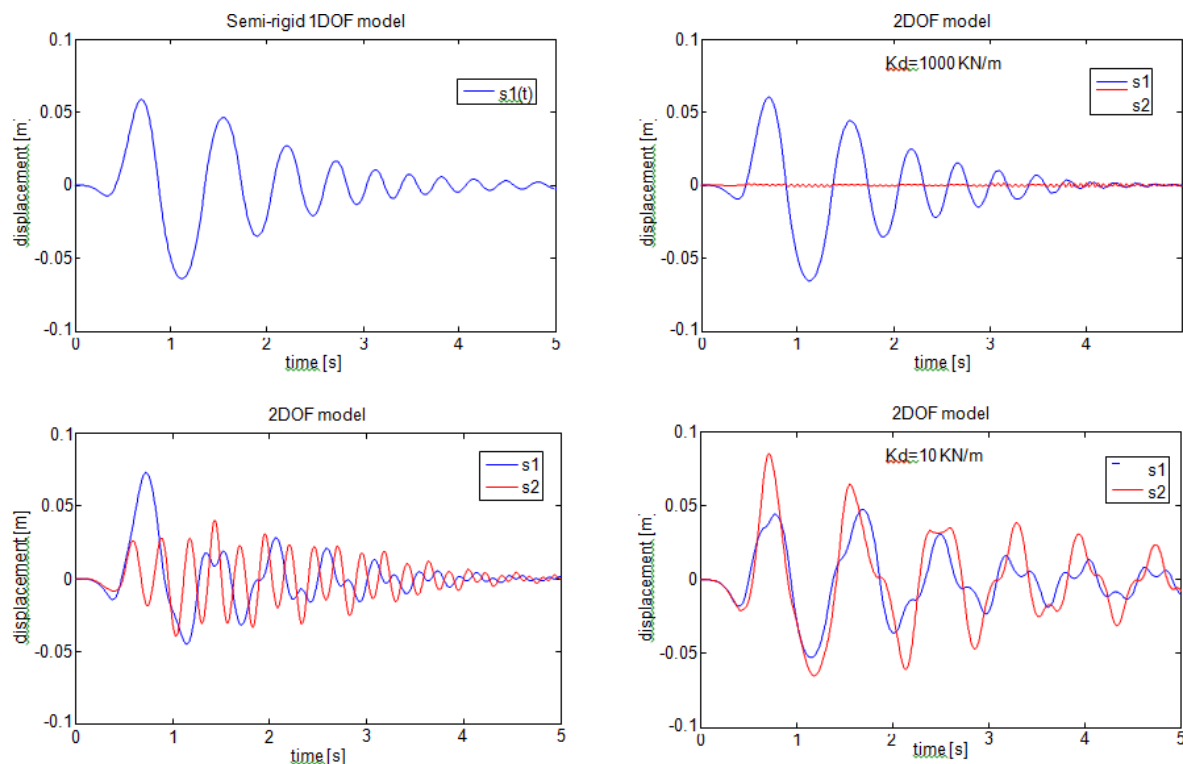 Semi-rigid 1DOF model
0.1
0.05
0
-0.05
-0.1
displacement [m]
s1(t)
0 1 2 3 4 5
time [s]
2DOF model
Kd=1000 KN/m
0.1
0.05
0
-0.05
-0.1
displacement [m]
s1
s2
0 1 2 3 4 5
time [s]
2DOF model
0.1
0.05
0
-0.05
-0.1
displacement [m]
s1
s2
0 1 2 3 4 5
time [s]
2DOF model
Kd=10 KN/m
0.1
0.05
0
-0.05
-0.1
displacement [m]
s1
s2
0 1 2 3 4 5
time [s]